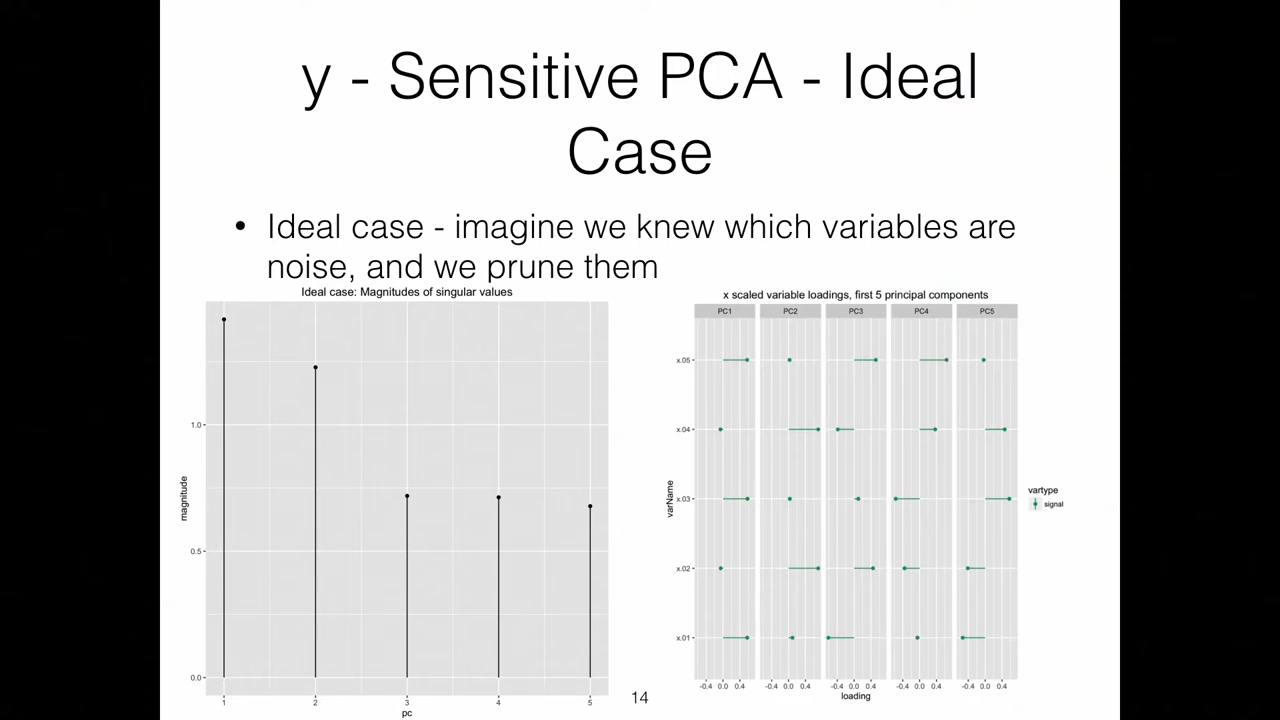 y - Sensitive PCA - Ideal
Case
• Ideal case - imagine we knew which variables are
noise, and we prune them
Ideal case: Magnitudes of singular values
magnitude
1.0
0.5
0.0
1 2 3 4 5
pc
x scaled variable loadings, first 5 principal components
PC1 PC2 PC3 PC4 PC5
varName
x.05
x.04
x.03
x.02
x.01
-0.4 0.0 0.4 -0.4 0.0 0.4 -0.4 0.0 0.4 -0.4 0.0 0.4 -0.4 0.0 0.4
loading
vartype
signal
14